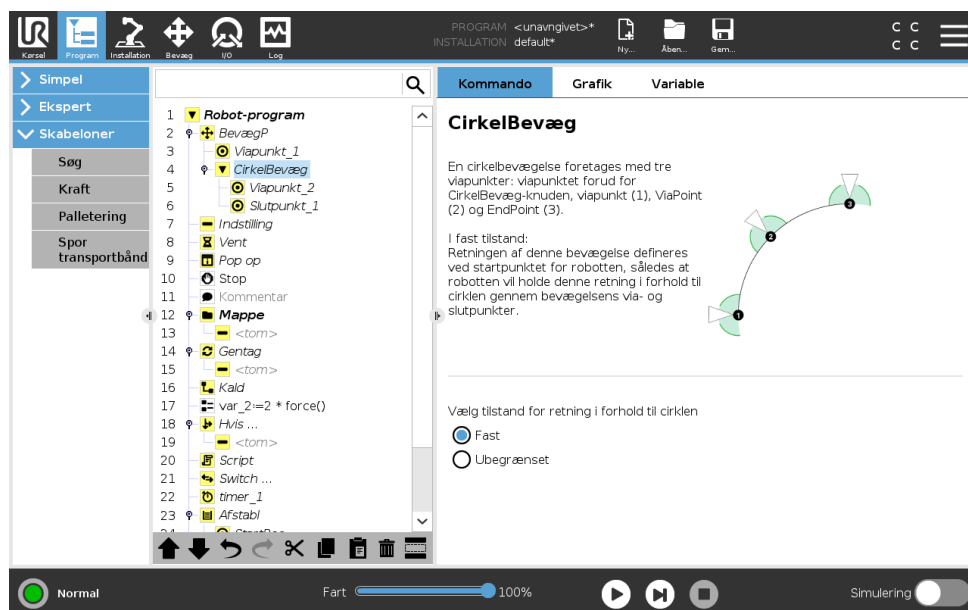 PROGRAM <unavngivet>*
INSTALLATION default*
UR
Kørsel
Program
Installation
Bevæg
I/O
Log
Ny...
Åben...
Gem...
C C
C C
Simpel
Ekspert
Skabeloner
Søg
Kraft
Palletering
Spor
transportbånd
1 Robot-program
2 BevægP
3 Viapunkt_1
4 CirkelBevæg
5 Viapunkt_2
6 Slutpunkt_1
7 Indstilling
8 Vent
9 Pop op
10 Stop
11 Kommentar
12 Mappe
13 <tom>
14 Gentag
15 <tom>
16 Kald
17 var_2:=2 * force()
18 Hvis ...
19 <tom>
20 Script
21 Switch ...
22 timer_1
23 Afstabl
Kommando
Grafik
Variable
CirkelBevæg
En cirkelbevægelse foretages med tre
viapunkter: viapunktet forud for
CirkelBevæg-knuden, viapunkt (1), ViaPoint
(2) og EndPoint (3).
I fast tilstand:
Retningen af denne bevægelse defineres
ved startpunktet for robotten, således at
robotten vil holde denne retning i forhold til
cirklen gennem bevægelsens via- og
slutpunkter.
3
2
1
Vælg tilstand for retning i forhold til cirklen
Fast
Ubegrænset
Normal
Fart
100%
Simulering